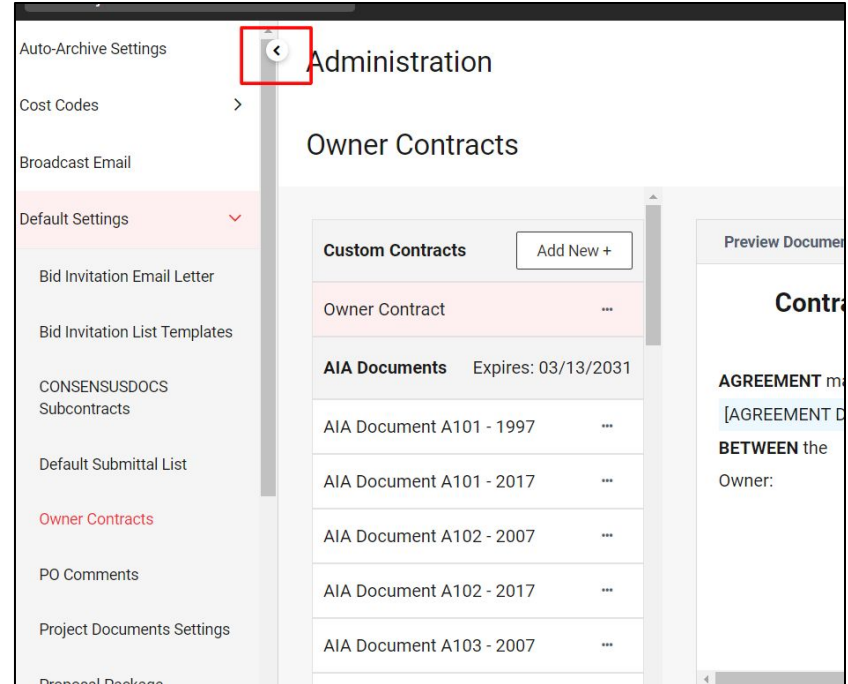 Auto-Archive Settings
Cost Codes
Broadcast Email
Default Settings
Bid Invitation Email Letter
Bid Invitation List Templates
CONSENSUSDOCS
Subcontracts
Default Submittal List
Owner Contracts
PO Comments
Project Documents Settings
Proposal Package
Administration
Owner Contracts
Custom Contracts Add New +
Owner Contract
AIA Documents Expires: 03/13/2031
AIA Document A101 - 1997
AIA Document A101 - 2017
AIA Document A102 - 2007
AIA Document A102 - 2017
AIA Document A103 - 2007
Preview
AGREEMENT
[AGREEMENT
BETWEEN the
Owner: